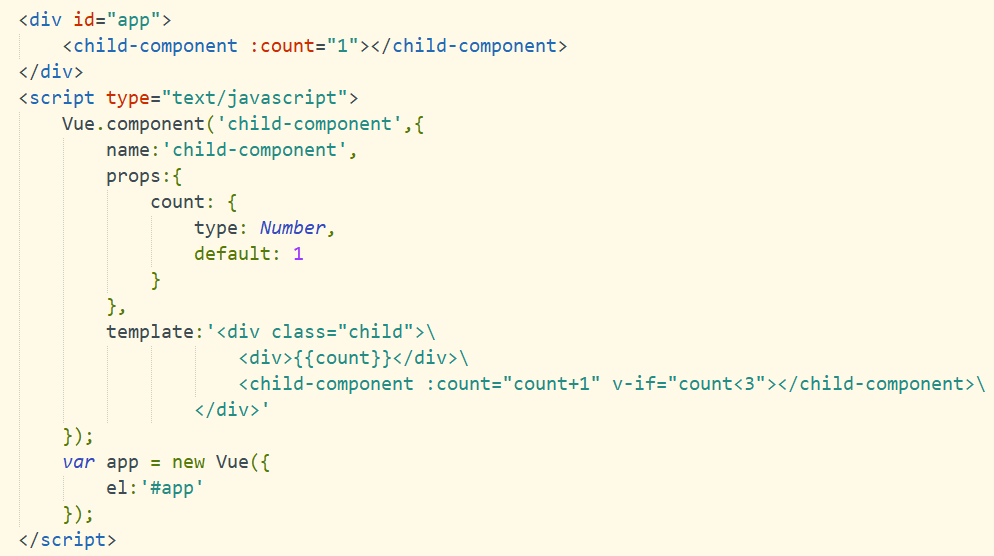 <div id="app">
    <child-component :count="1"></child-component>
</div>
<script type="text/javascript">
    Vue.component('child-component',{
        name:'child-component',
        props:{
            count: {
                type: Number,
                default: 1
            }
        },
        template:'<div class="child">\
                    <div>{{count}}</div>\
                    <child-component :count="count+1" v-if="count<3"></child-component>\
                </div>'
    });
    var app = new Vue({
        el:'#app'
    });
</script>